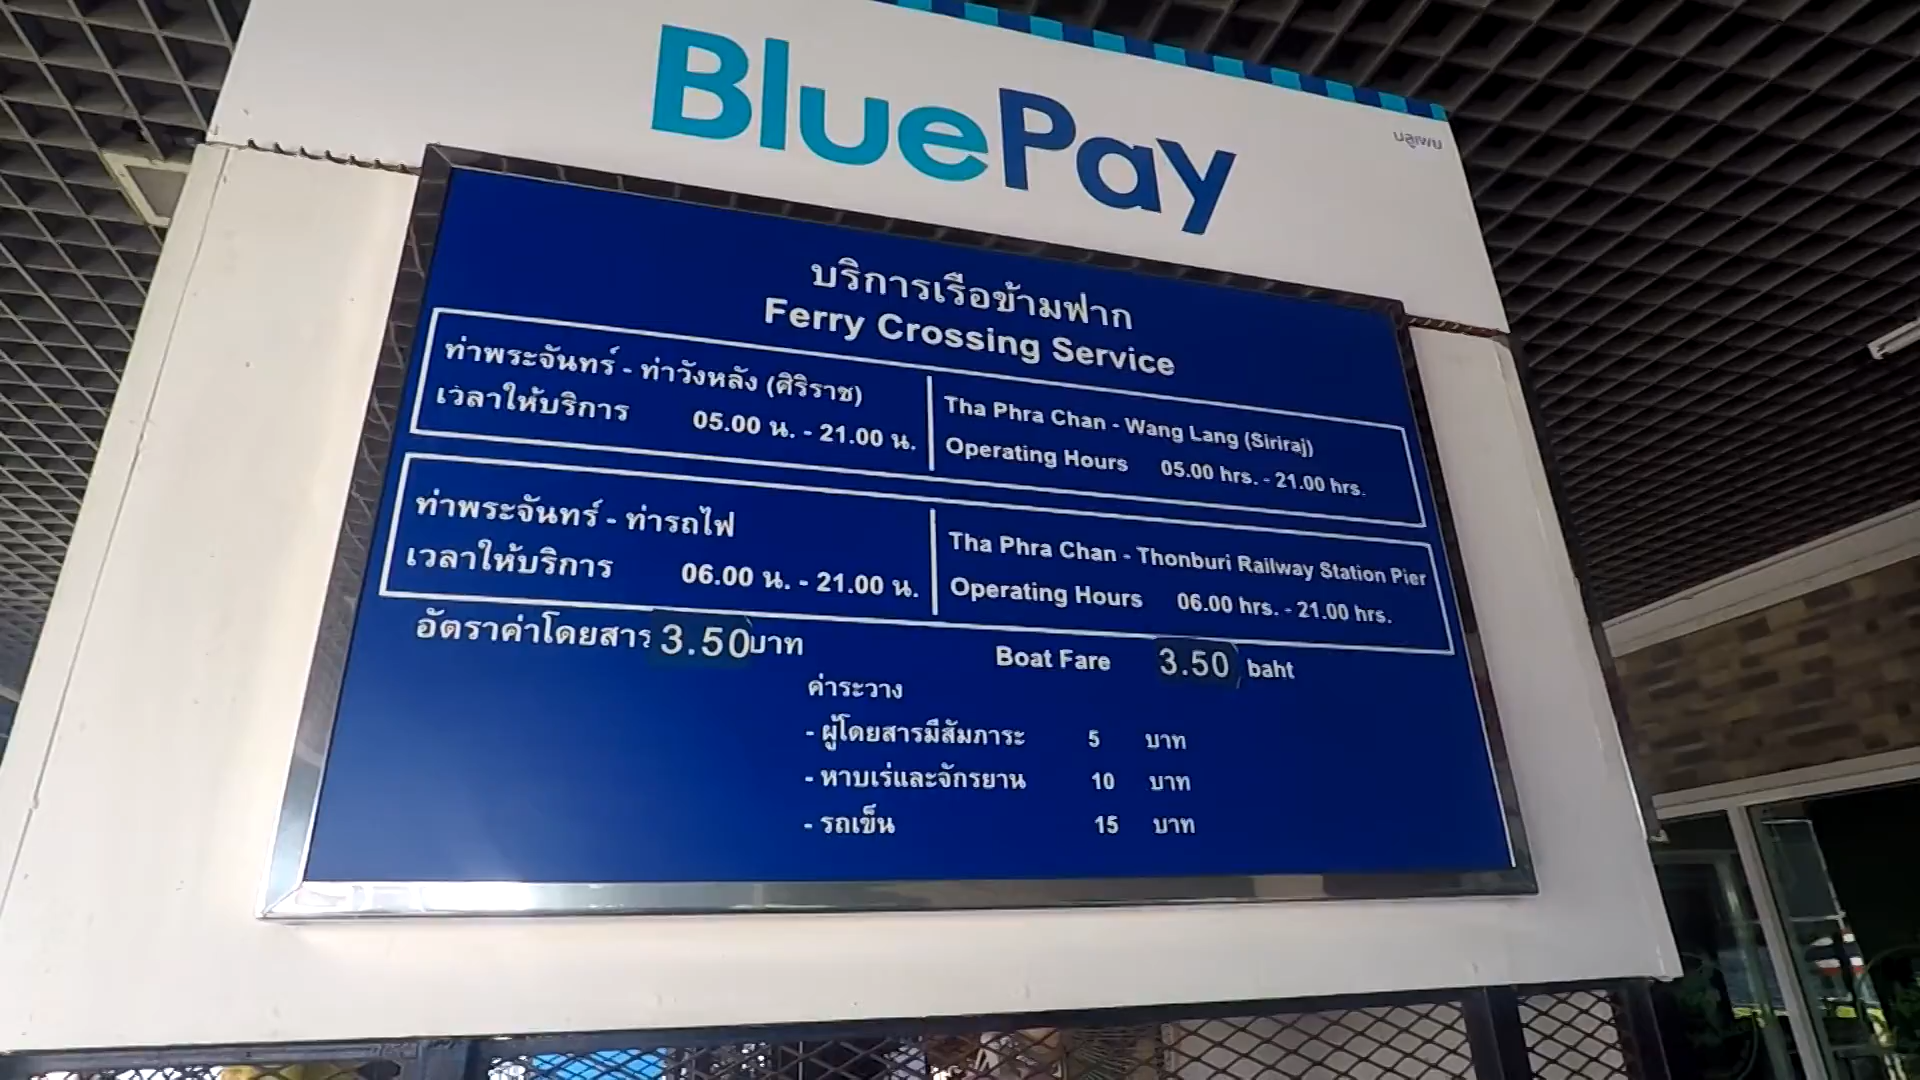 BluePay
บลูเพย์
บริการเรือข้ามฟาก
Ferry Crossing Service
ท่าพระจันทร์ - ท่าวังหลัง (ศิริราช)
เวลาให้บริการ 05.00 น. - 21.00 น.
Tha Phra Chan - Wang Lang (Siriraj)
Operating Hours 05.00 hrs. - 21.00 hrs.
ท่าพระจันทร์ - ท่ารถไฟ
เวลาให้บริการ 06.00 น. - 21.00 น.
Tha Phra Chan - Thonburi Railway Station Pier
Operating Hours 06.00 hrs. - 21.00 hrs.
อัตราค่าโดยสาร 3.50 บาท
Boat Fare 3.50 baht
ค่าระวาง
- ผู้โดยสารมีสัมภาระ 5 บาท
- หาบเร่และจักรยาน 10 บาท
- รถเข็น 15 บาท